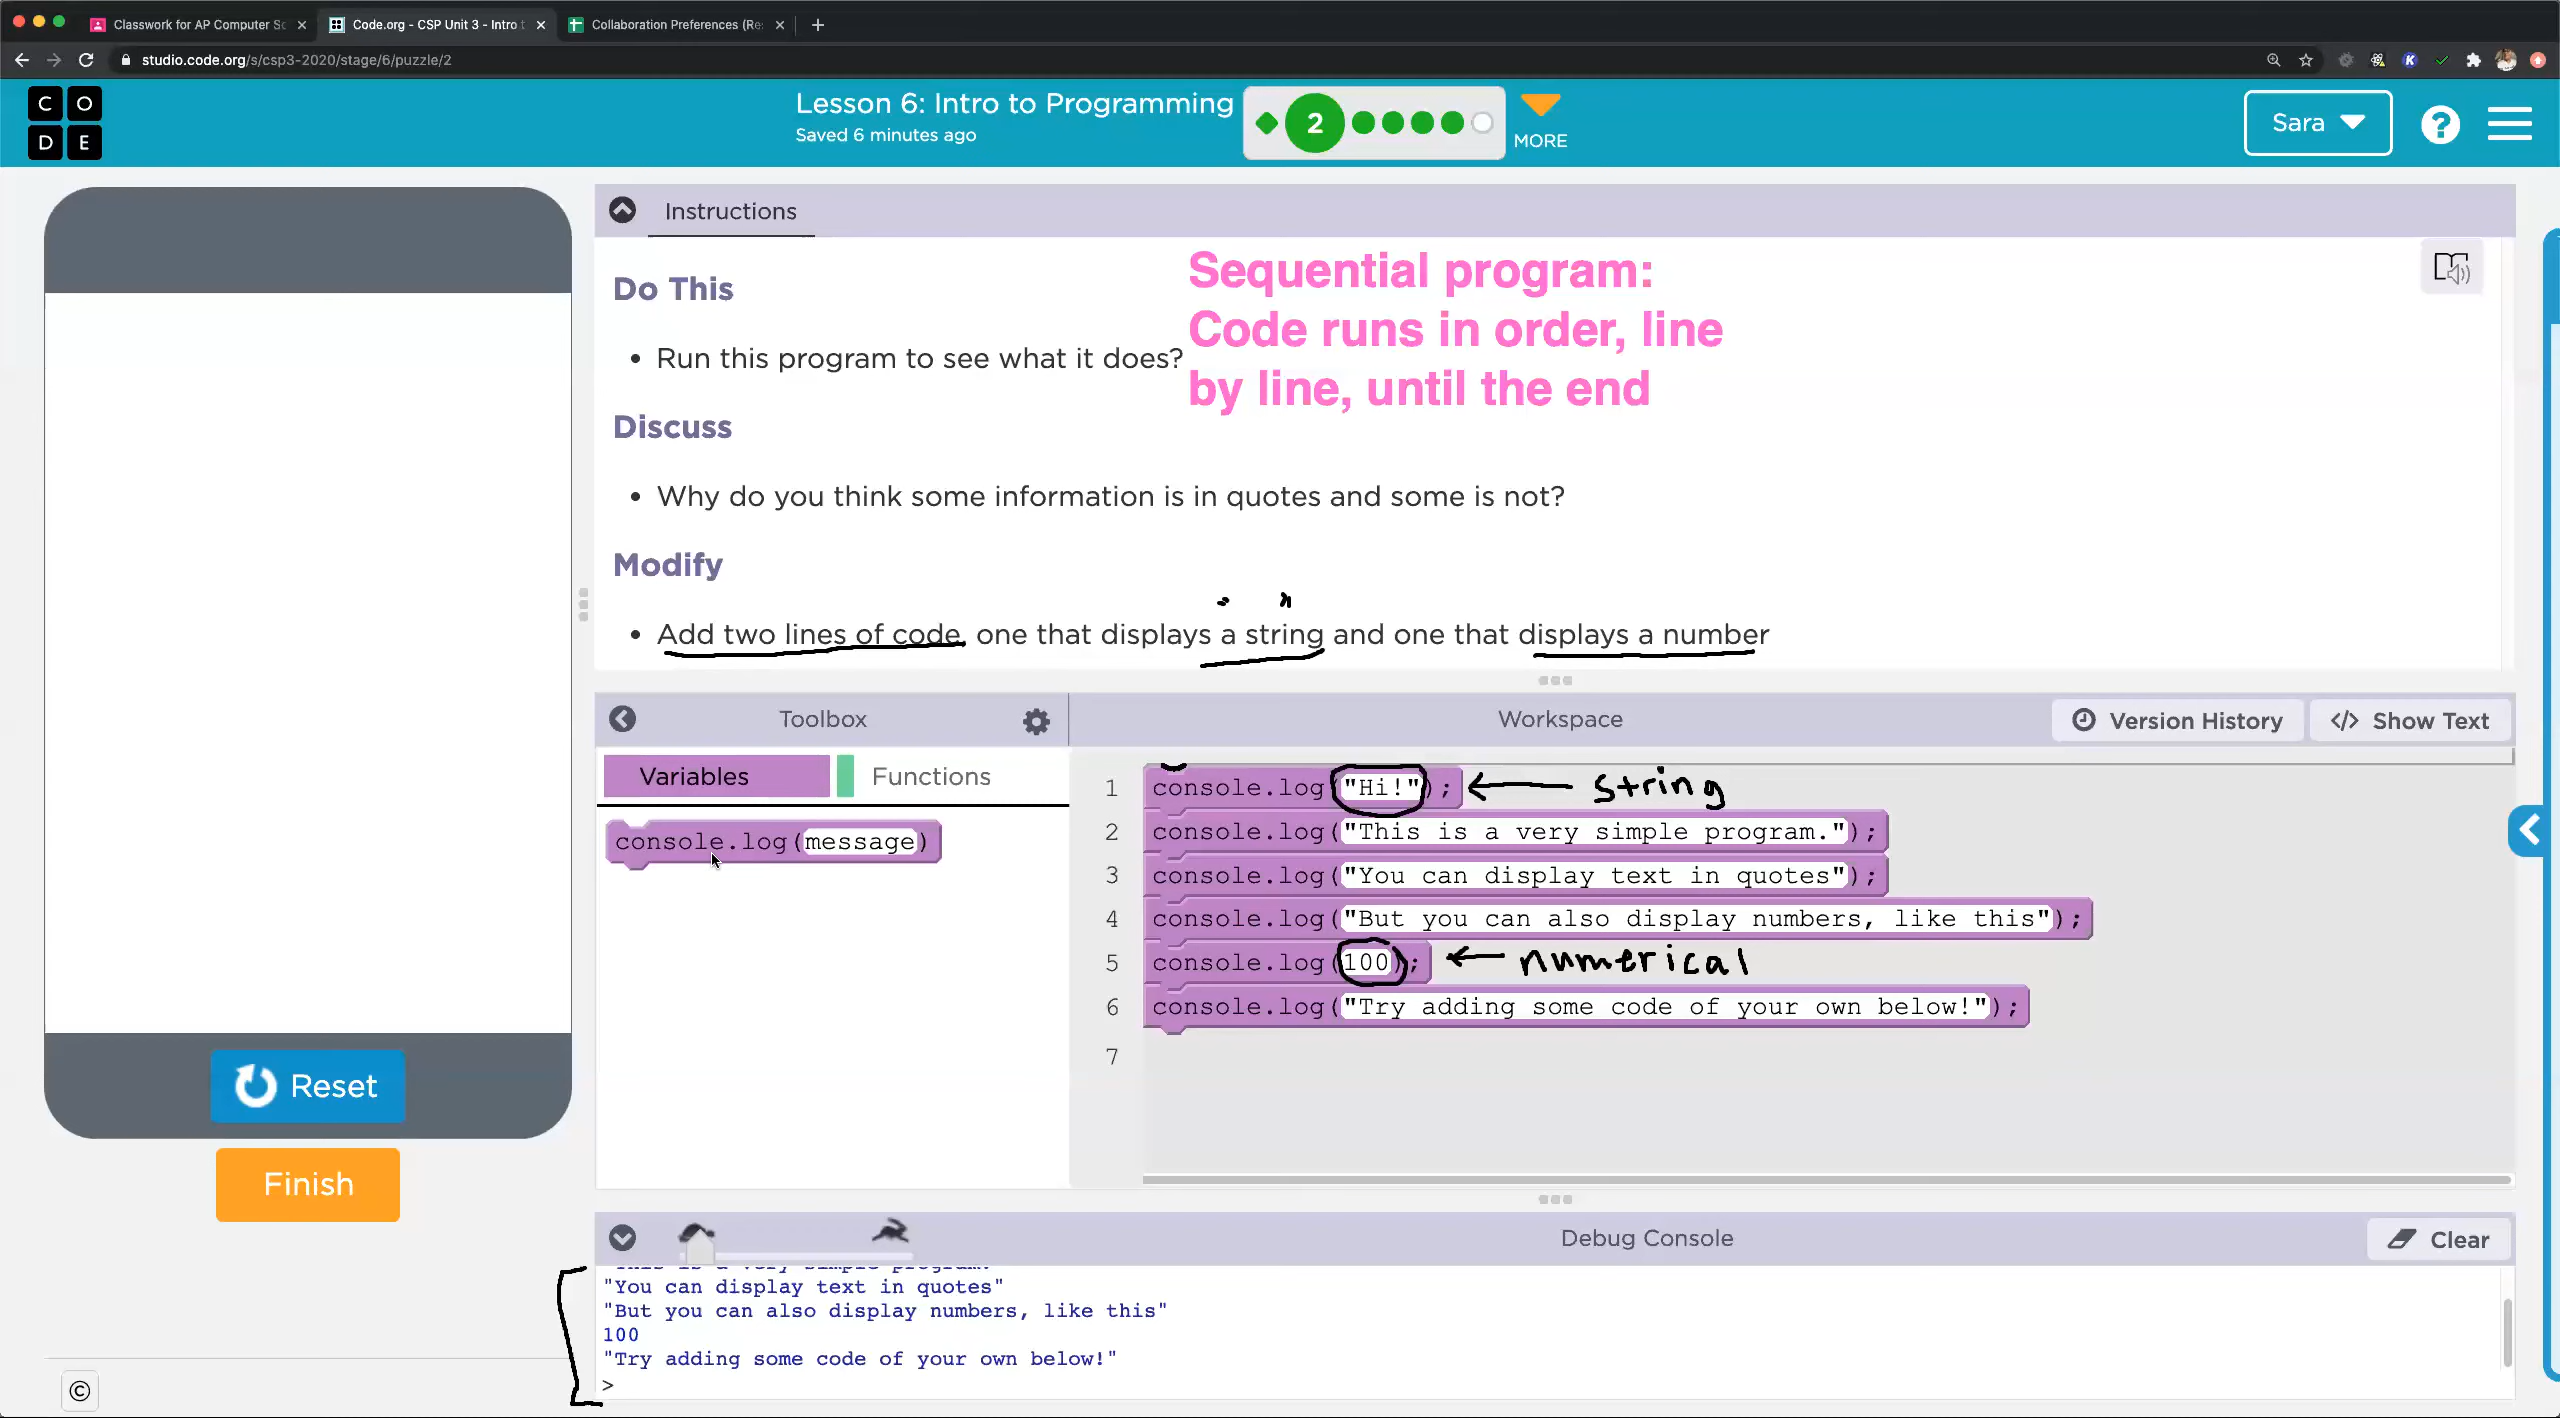 Classwork for AP Computer Sc
Code.org - CSP Unit 3 - Intro t
Collaboration Preferences (Re
studio.code.org/s/csp3-2020/stage/6/puzzle/2
CODE
Lesson 6: Intro to Programming
Saved 6 minutes ago
2
MORE
Sara
?
Instructions
Sequential program:
Code runs in order, line
by line, until the end
Do This
• Run this program to see what it does?
Discuss
• Why do you think some information is in quotes and some is not?
Modify
• Add two lines of code, one that displays a string and one that displays a number
Toolbox
Workspace
Version History
</> Show Text
Variables
Functions
console.log(message)
1 console.log("Hi!"); ← string
2 console.log("This is a very simple program.");
3 console.log("You can display text in quotes");
4 console.log("But you can also display numbers, like this");
5 console.log(100); ← numerical
6 console.log("Try adding some code of your own below!");
7
Reset
Finish
Debug Console
Clear
"This is a very simple program."
"You can display text in quotes"
"But you can also display numbers, like this"
100
"Try adding some code of your own below!"
>
©